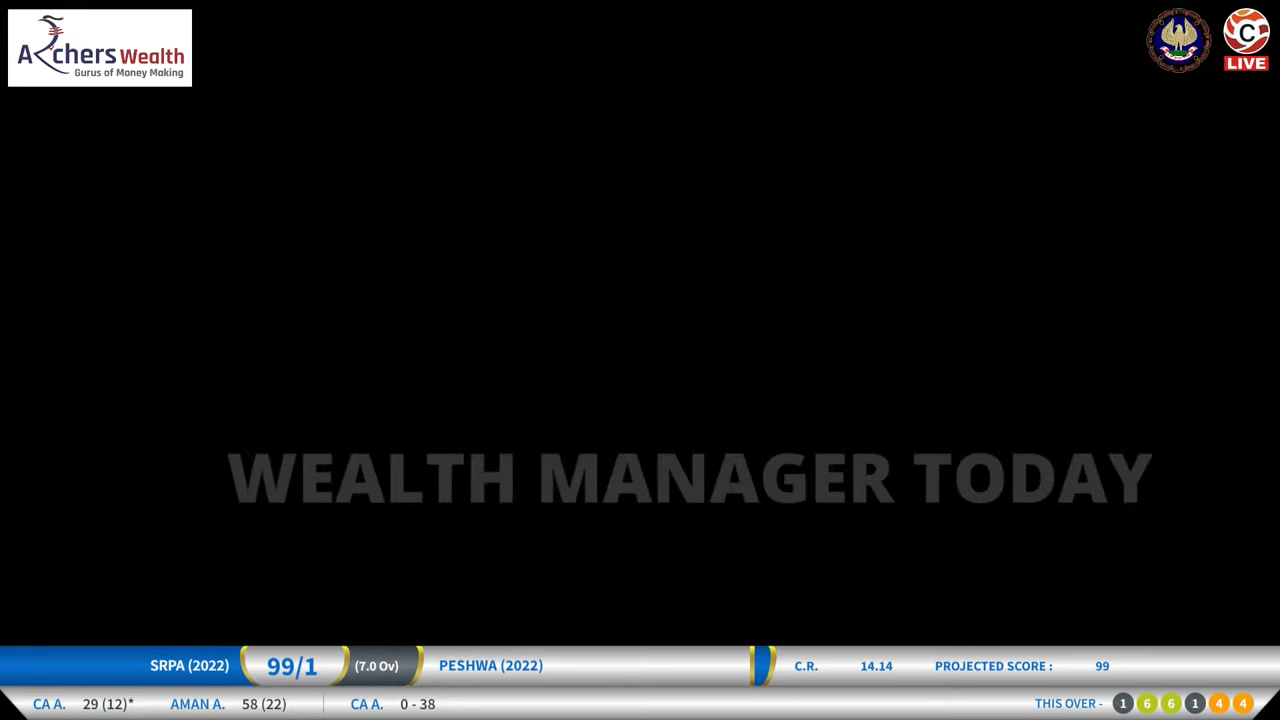 Archers Wealth
Gurus of Money Making
C
LIVE
WEALTH MANAGER TODAY
SRPA (2022) 99/1 (7.0 Ov) PESHWA (2022) C.R. 14.14 PROJECTED SCORE : 99
CA A. 29 (12)* AMAN A. 58 (22) CA A. 0 - 38 THIS OVER - 1 6 6 1 4 4